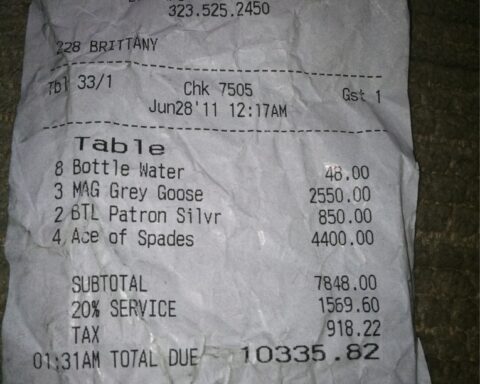 323.525.2450
228 BRITTANY
Tbl 33/1 Chk 7505 Gst 1
Jun28'11 12:17AM
Table
8 Bottle Water 48.00
3 MAG Grey Goose 2550.00
2 BTL Patron Silvr 850.00
4 Ace of Spades 4400.00
SUBTOTAL 7848.00
20% SERVICE 1569.60
TAX 918.22
01:31AM TOTAL DUE 10335.82